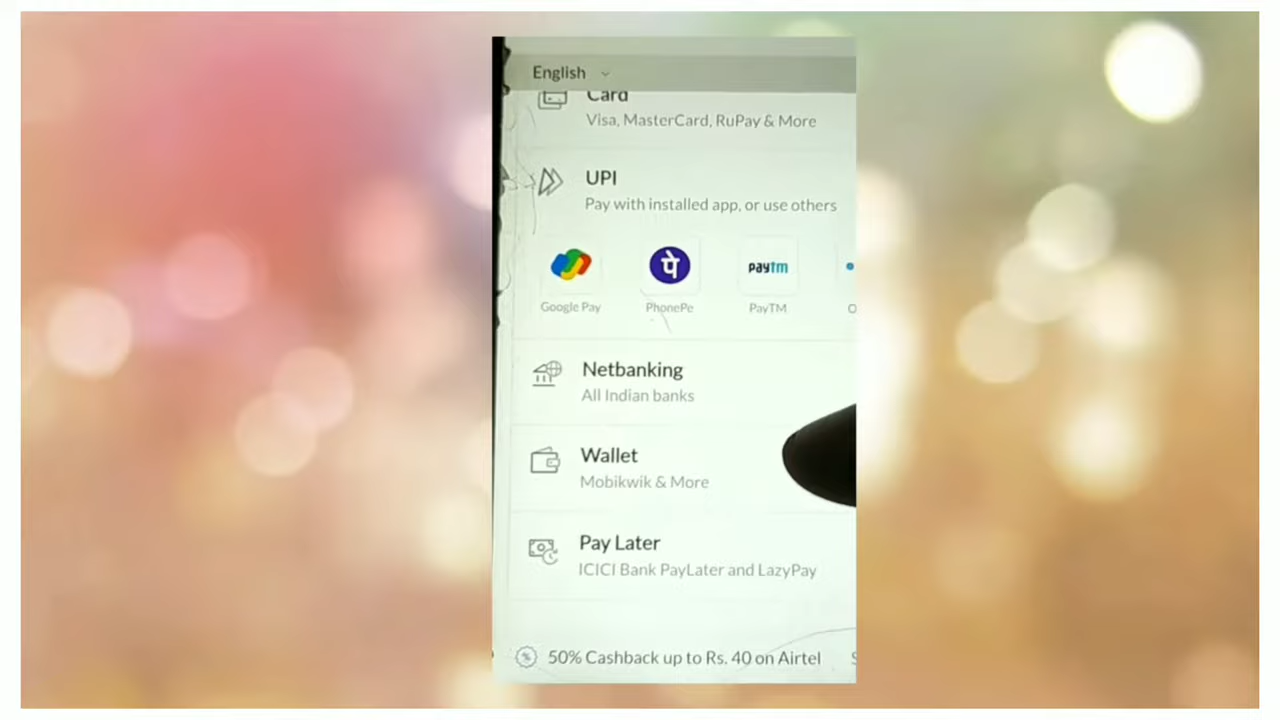 English
Card
Visa, MasterCard, RuPay & More
UPI
Pay with installed app, or use others
पे
paytm
Google Pay
PhonePe
PayTM
Netbanking
All Indian banks
Wallet
Mobikwik & More
Pay Later
ICICI Bank PayLater and LazyPay
50% Cashback up to Rs. 40 on Airtel